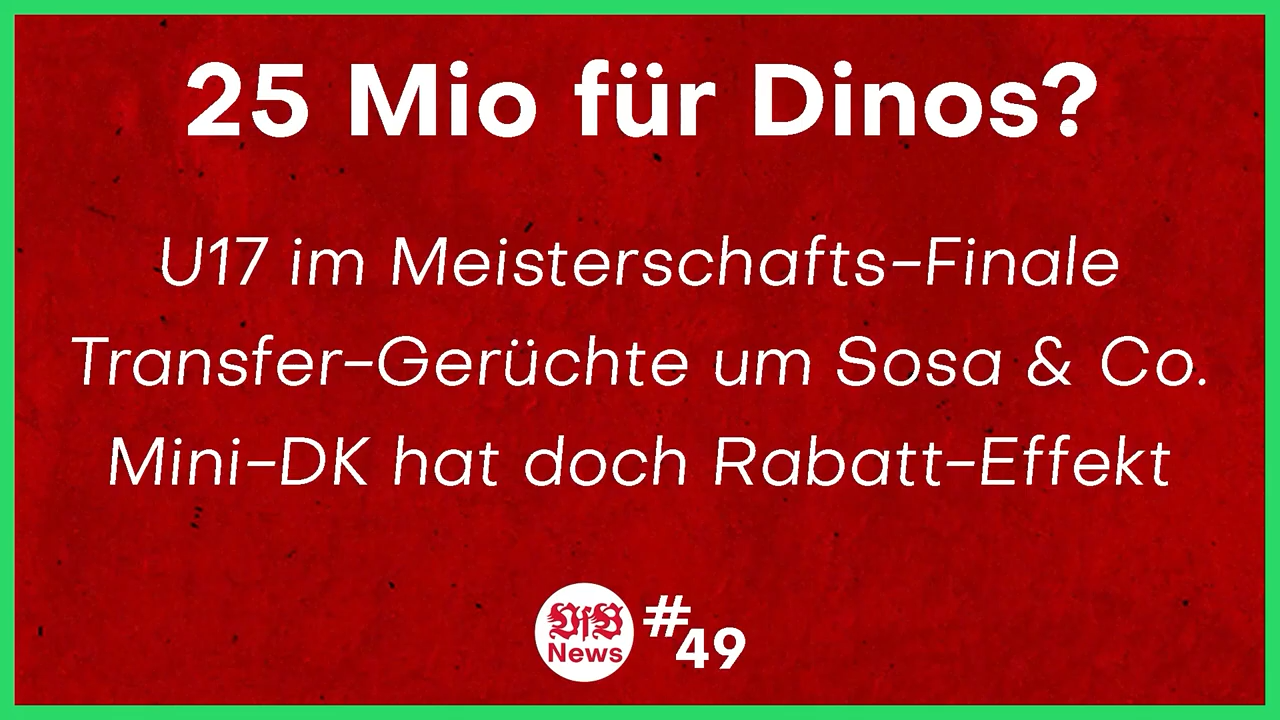 25 Mio für Dinos?
U17 im Meisterschafts-Finale
Transfer-Gerüchte um Sosa & Co.
Mini-DK hat doch Rabatt-Effekt
VfB
News
#49